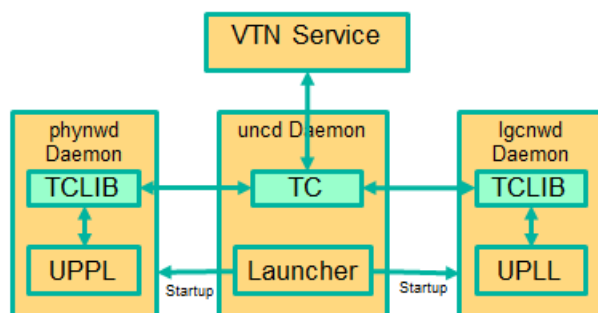 VTN Service
phynwd
Daemon
uncd Daemon
lgcnwd
Daemon
TCLIB
TC
TCLIB
UPPL
Launcher
UPLL
Startup
Startup